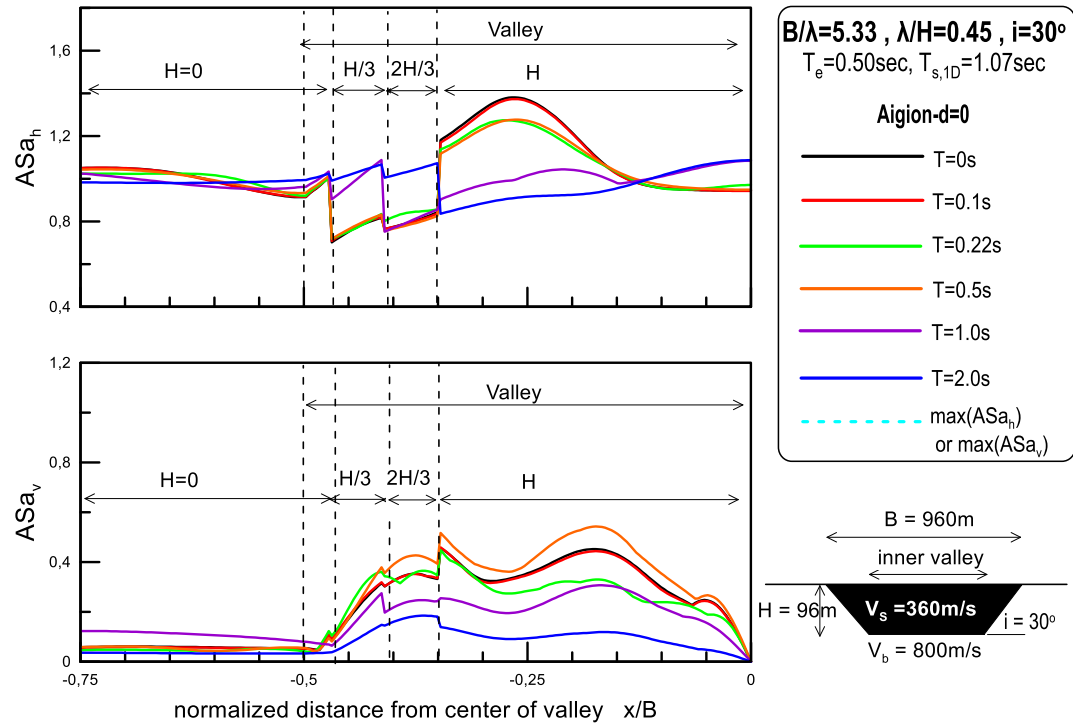 1,6
1,2
0,8
0,4
ASa_h
Valley
H=0
H/3
2H/3
H
1,2
0,8
0,4
0
ASa_v
Valley
H=0
H/3
2H/3
H
-0,75
-0,5
-0,25
0
normalized distance from center of valley x/B
B/λ=5.33 , λ/H=0.45 , i=30º
T_e=0.50sec, T_s,1D=1.07sec
Aigion-d=0
T=0s
T=0.1s
T=0.22s
T=0.5s
T=1.0s
T=2.0s
max(ASa_h)
or max(ASa_v)
B = 960m
inner valley
H = 96m
V_s =360m/s
i = 30º
V_b = 800m/s